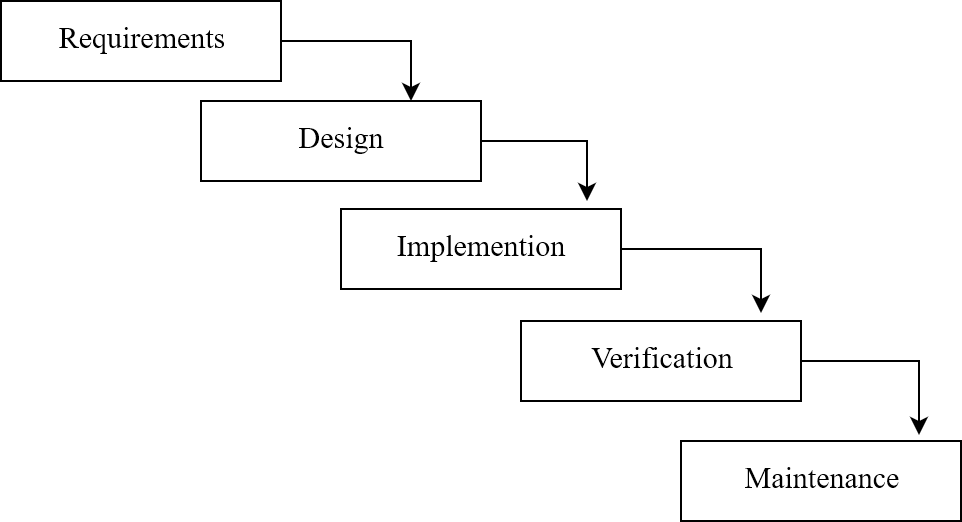 Requirements
Design
Implemention
Verification
Maintenance